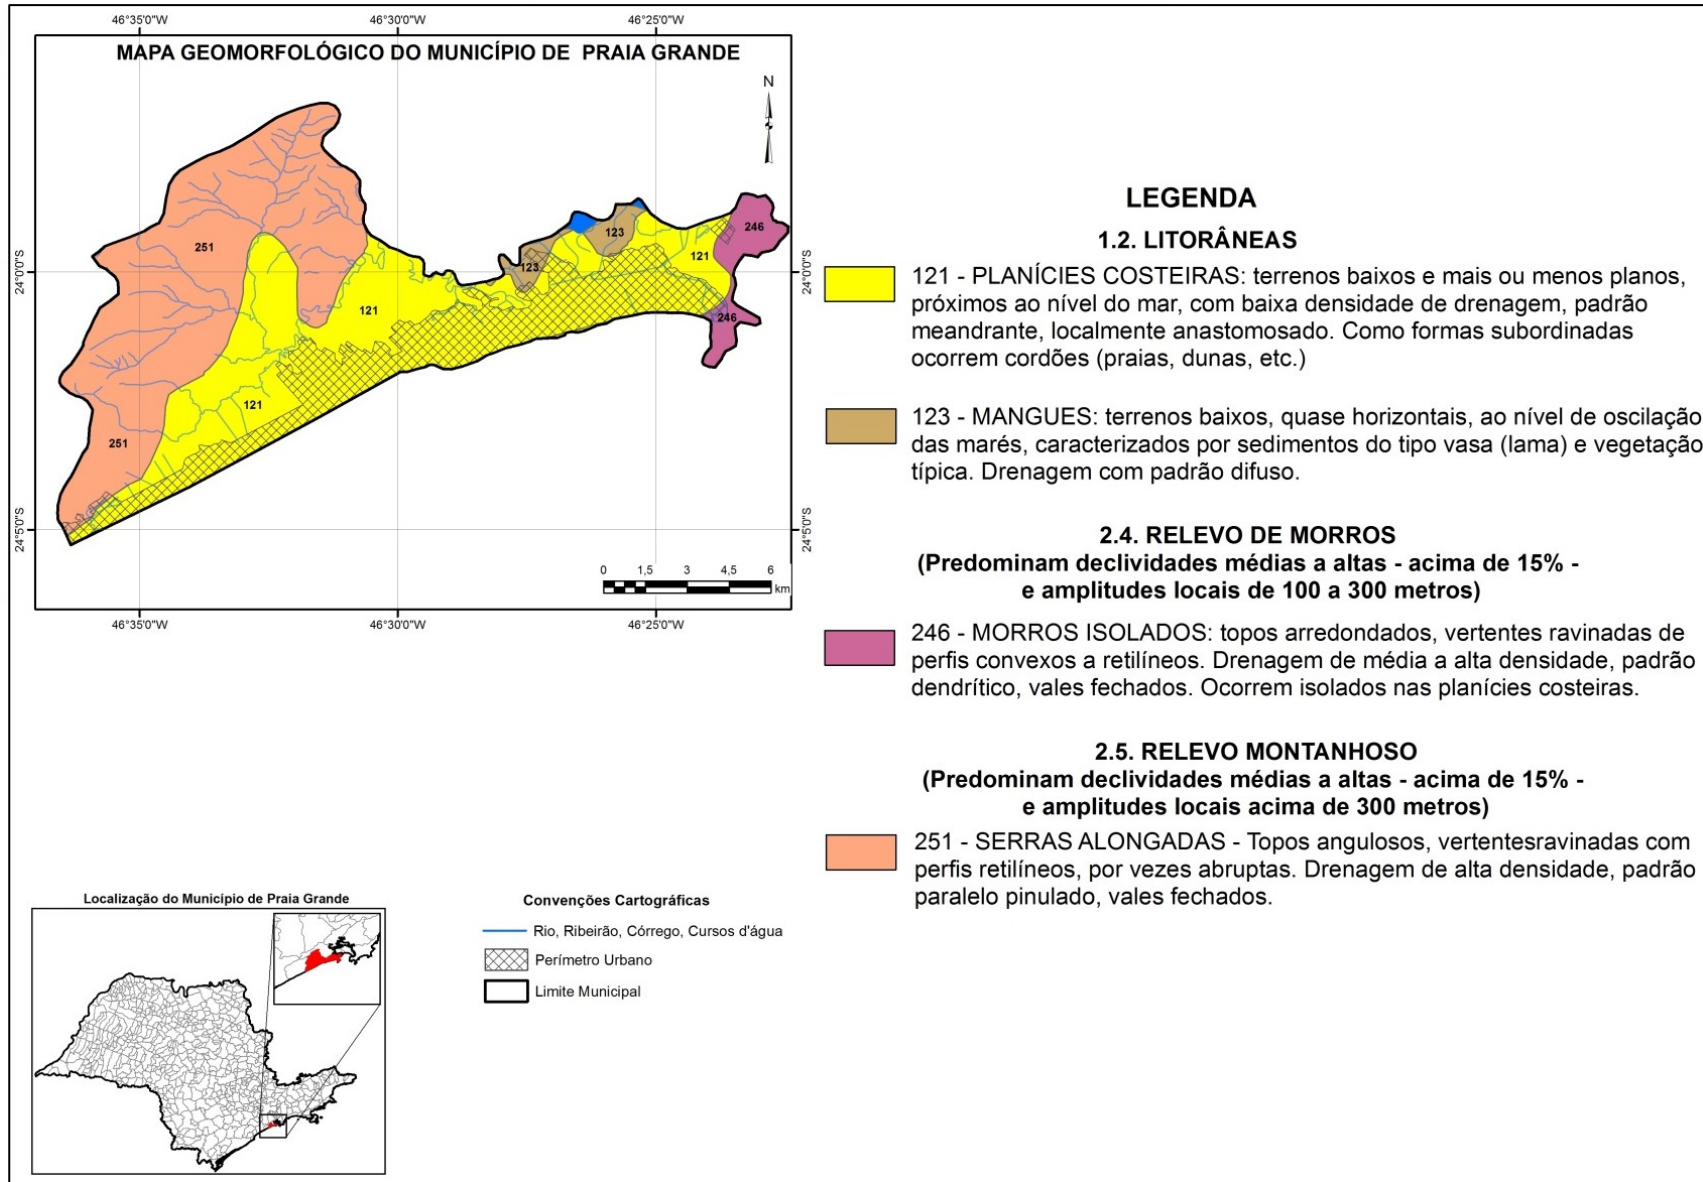 46°35'0"W 46°30'0"W 46°25'0"W
MAPA GEOMORFOLÓGICO DO MUNICÍPIO DE PRAIA GRANDE
N
251
121
123
123
121
246
246
24°0'0"S 24°0'0"S
121
251
24°5'0"S 24°5'0"S
0 1,5 3 4,5 6
km
46°35'0"W 46°30'0"W 46°25'0"W
LEGENDA
1.2. LITORÂNEAS
121 - PLANÍCIES COSTEIRAS: terrenos baixos e mais ou menos planos,
próximos ao nível do mar, com baixa densidade de drenagem, padrão
meandrante, localmente anastomosado. Como formas subordinadas
ocorrem cordões (praias, dunas, etc.)
123 - MANGUES: terrenos baixos, quase horizontais, ao nível de oscilação
das marés, caracterizados por sedimentos do tipo vasa (lama) e vegetação
típica. Drenagem com padrão difuso.
2.4. RELEVO DE MORROS
(Predominam declividades médias a altas - acima de 15% -
e amplitudes locais de 100 a 300 metros)
246 - MORROS ISOLADOS: topos arredondados, vertentes ravinadas de
perfis convexos a retilíneos. Drenagem de média a alta densidade, padrão
dendrítico, vales fechados. Ocorrem isolados nas planícies costeiras.
2.5. RELEVO MONTANHOSO
(Predominam declividades médias a altas - acima de 15% -
e amplitudes locais acima de 300 metros)
251 - SERRAS ALONGADAS - Topos angulosos, vertentesravinadas com
perfis retilíneos, por vezes abruptas. Drenagem de alta densidade, padrão
paralelo pinulado, vales fechados.
Localização do Município de Praia Grande
Convenções Cartográficas
Rio, Ribeirão, Córrego, Cursos d'água
Perímetro Urbano
Limite Municipal